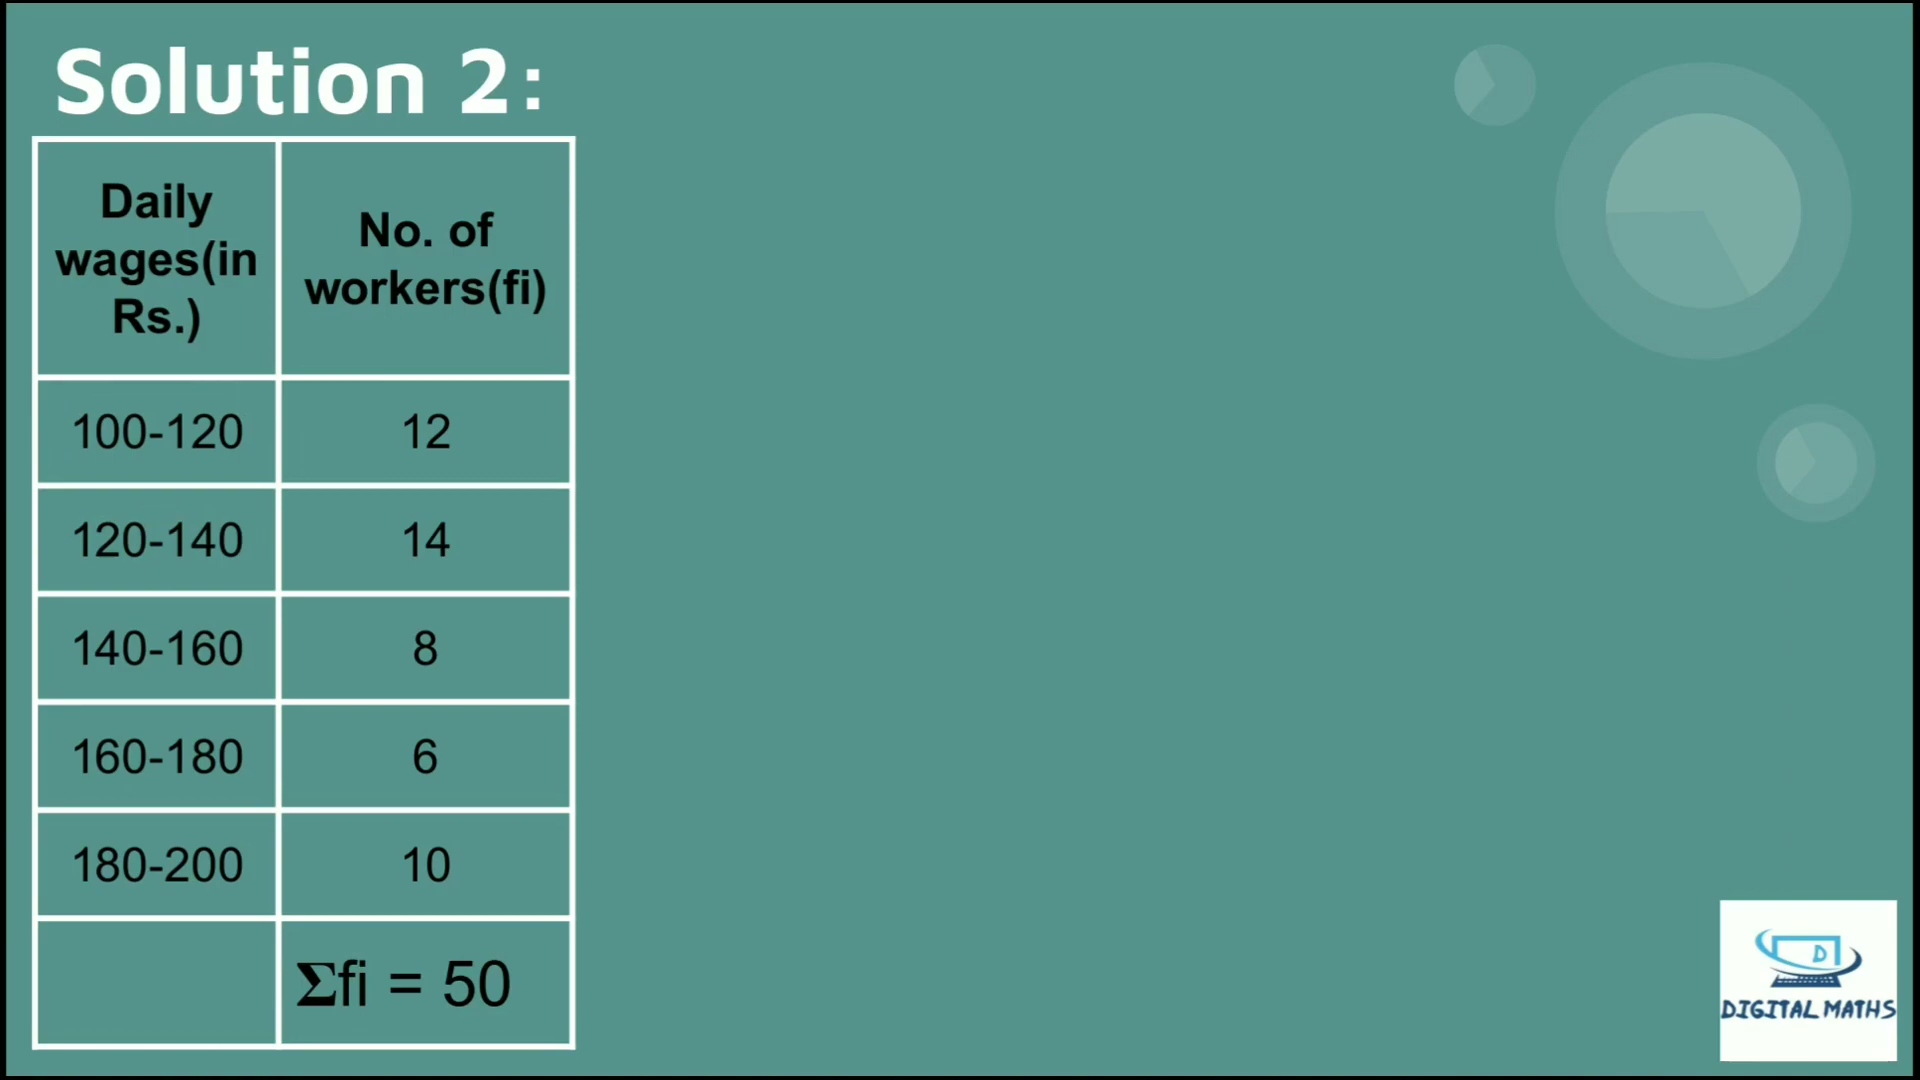 Solution 2:
Daily
wages(in
Rs.)
No. of
workers(fi)
100-120
12
120-140
14
140-160
8
160-180
6
180-200
10
Σfi = 50
D
DIGITAL MATHS